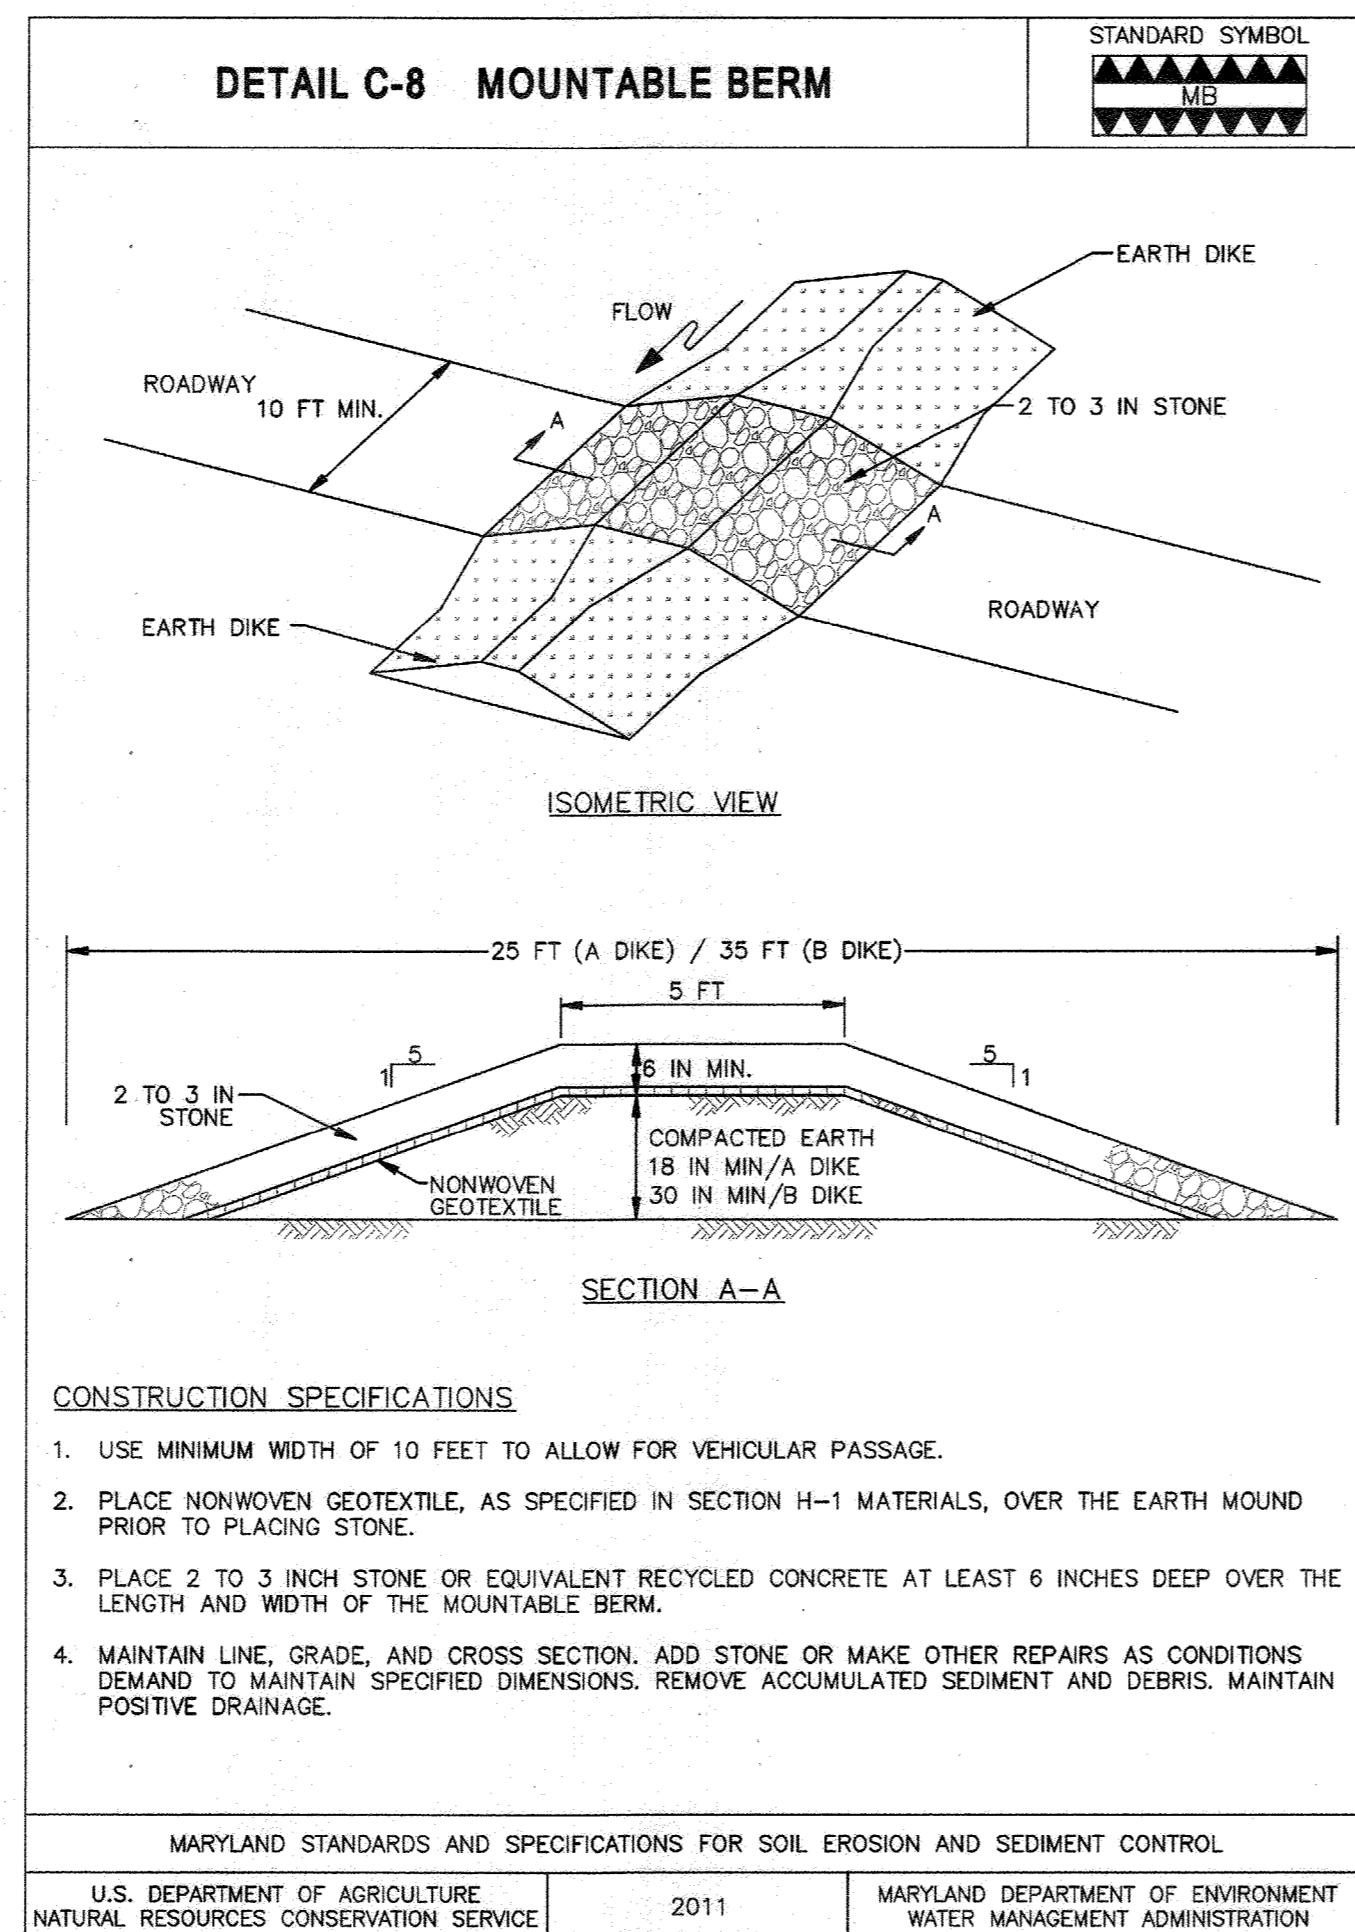 DETAIL C-8 MOUNTABLE BERM
STANDARD SYMBOL
MB
EARTH DIKE
FLOW
ROADWAY
10 FT MIN.
A
2 TO 3 IN STONE
A
ROADWAY
EARTH DIKE
ISOMETRIC VIEW
25 FT (A DIKE) / 35 FT (B DIKE)
5 FT
5
1
6 IN MIN.
5
1
2 TO 3 IN
STONE
COMPACTED EARTH
18 IN MIN/A DIKE
30 IN MIN/B DIKE
NONWOVEN
GEOTEXTILE
SECTION A-A
CONSTRUCTION SPECIFICATIONS
1. USE MINIMUM WIDTH OF 10 FEET TO ALLOW FOR VEHICULAR PASSAGE.
2. PLACE NONWOVEN GEOTEXTILE, AS SPECIFIED IN SECTION H-1 MATERIALS, OVER THE EARTH MOUND
PRIOR TO PLACING STONE.
3. PLACE 2 TO 3 INCH STONE OR EQUIVALENT RECYCLED CONCRETE AT LEAST 6 INCHES DEEP OVER THE
LENGTH AND WIDTH OF THE MOUNTABLE BERM.
4. MAINTAIN LINE, GRADE, AND CROSS SECTION. ADD STONE OR MAKE OTHER REPAIRS AS CONDITIONS
DEMAND TO MAINTAIN SPECIFIED DIMENSIONS. REMOVE ACCUMULATED SEDIMENT AND DEBRIS. MAINTAIN
POSITIVE DRAINAGE.
MARYLAND STANDARDS AND SPECIFICATIONS FOR SOIL EROSION AND SEDIMENT CONTROL
U.S. DEPARTMENT OF AGRICULTURE
NATURAL RESOURCES CONSERVATION SERVICE
2011
MARYLAND DEPARTMENT OF ENVIRONMENT
WATER MANAGEMENT ADMINISTRATION